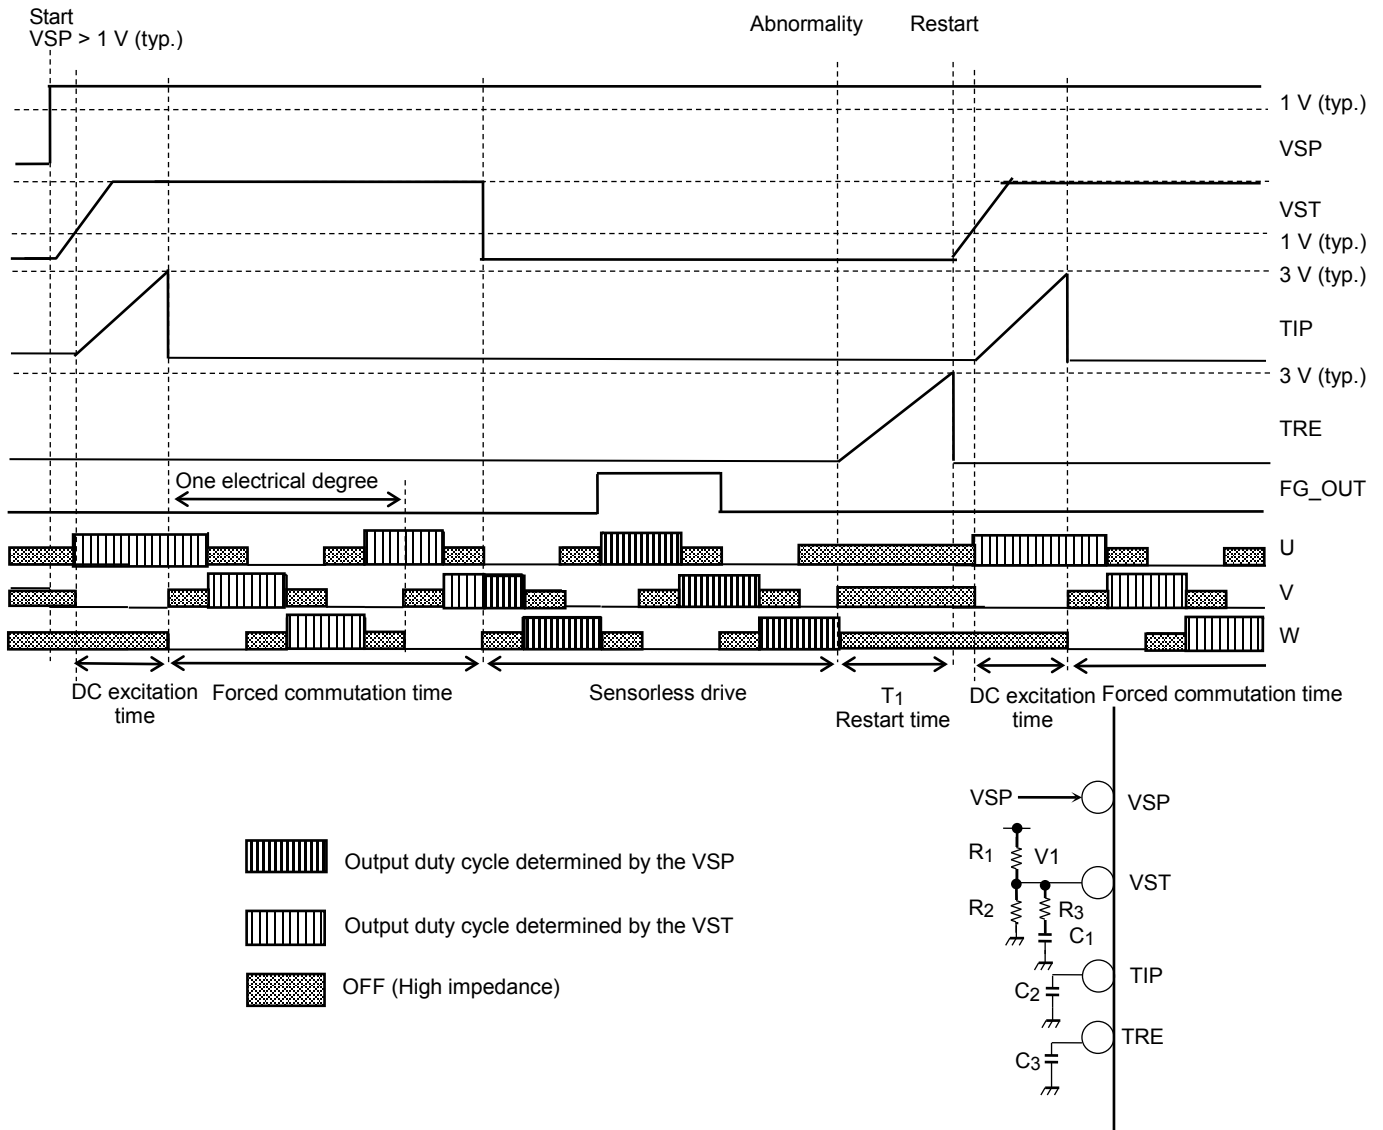 Start
VSP > 1 V (typ.)
Abnormality
Restart
1 V (typ.)
VSP
VST
1 V (typ.)
3 V (typ.)
TIP
3 V (typ.)
TRE
One electrical degree
FG_OUT
U
V
W
DC excitation
time
Forced commutation time
Sensorless drive
T1
Restart time
DC excitation
time
Forced commutation time
VSP
VSP
R1
V1
VST
R2
R3
C1
TIP
C2
TRE
C3
Output duty cycle determined by the VSP
Output duty cycle determined by the VST
OFF (High impedance)